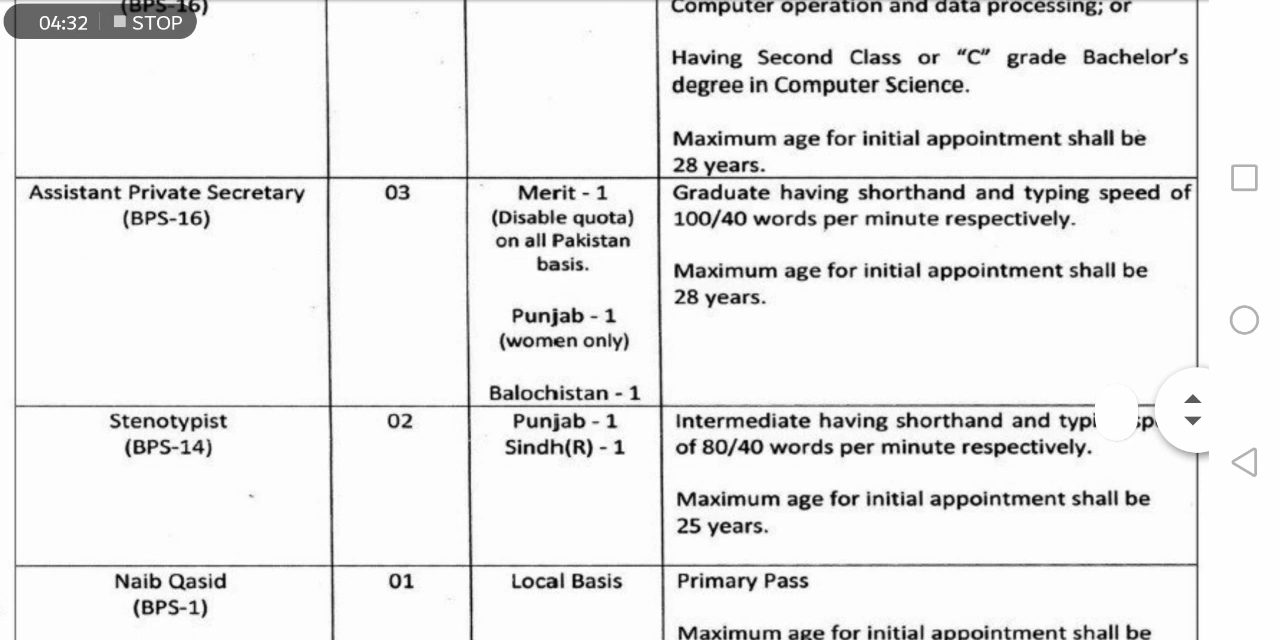 04:32 STOP
(BPS-16)
Computer operation and data processing; or
Having Second Class or “C” grade Bachelor’s
degree in Computer Science.
Maximum age for initial appointment shall be
28 years.
Assistant Private Secretary
(BPS-16)
03
Merit - 1
(Disable quota)
on all Pakistan
basis.
Punjab - 1
(women only)
Balochistan - 1
Graduate having shorthand and typing speed of
100/40 words per minute respectively.
Maximum age for initial appointment shall be
28 years.
Stenotypist
(BPS-14)
02
Punjab - 1
Sindh(R) - 1
Intermediate having shorthand and
of 80/40 words per minute respectively.
Maximum age for initial appointment shall be
25 years.
Naib Qasid
(BPS-1)
01
Local Basis
Primary Pass
Maximum age for initial appointment shall be